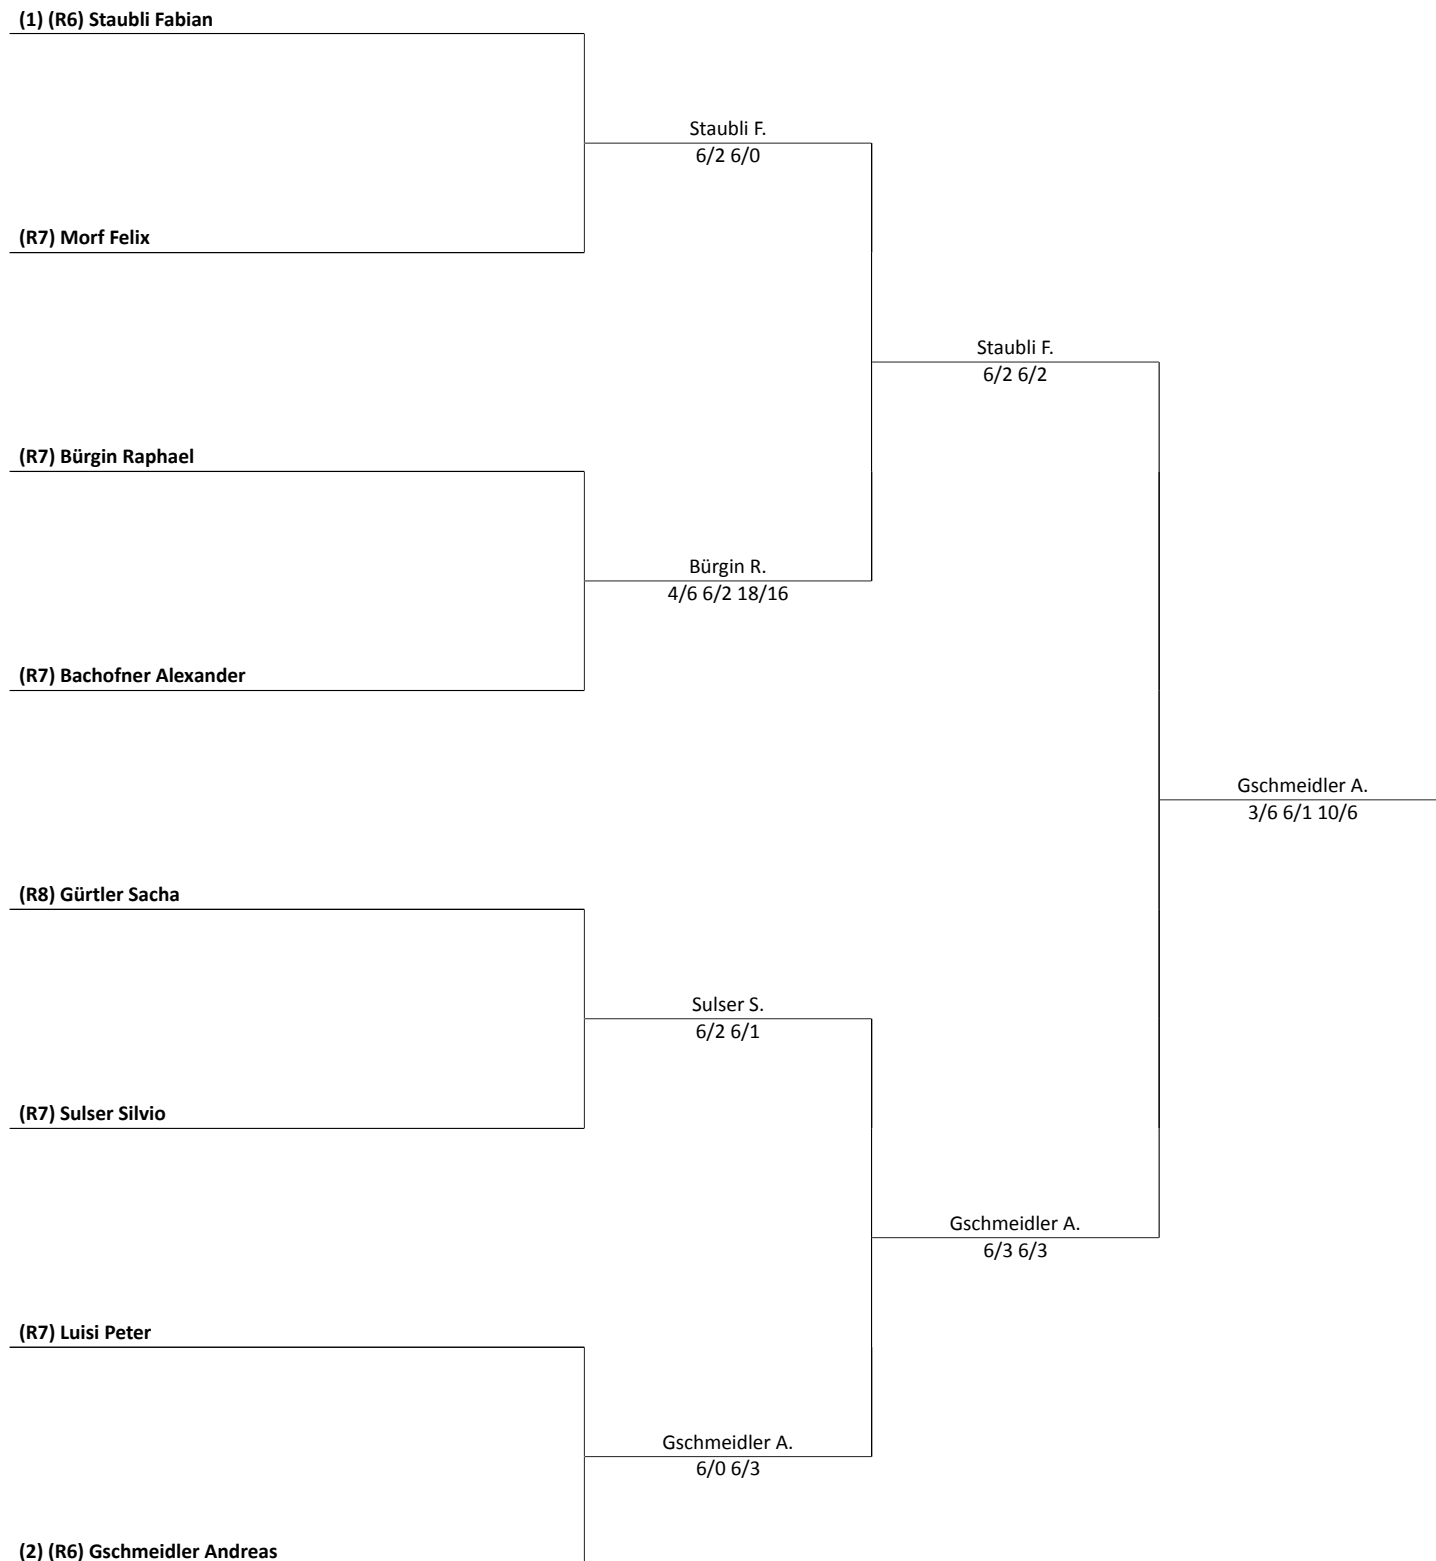 (1) (R6) Staubli Fabian
Staubli F.
6/2 6/0
(R7) Morf Felix
Staubli F.
6/2 6/2
(R7) Bürgin Raphael
Bürgin R.
4/6 6/2 18/16
(R7) Bachofner Alexander
Gschmeidler A.
3/6 6/1 10/6
(R8) Gürtler Sacha
Sulser S.
6/2 6/1
(R7) Sulser Silvio
Gschmeidler A.
6/3 6/3
(R7) Luisi Peter
Gschmeidler A.
6/0 6/3
(2) (R6) Gschmeidler Andreas